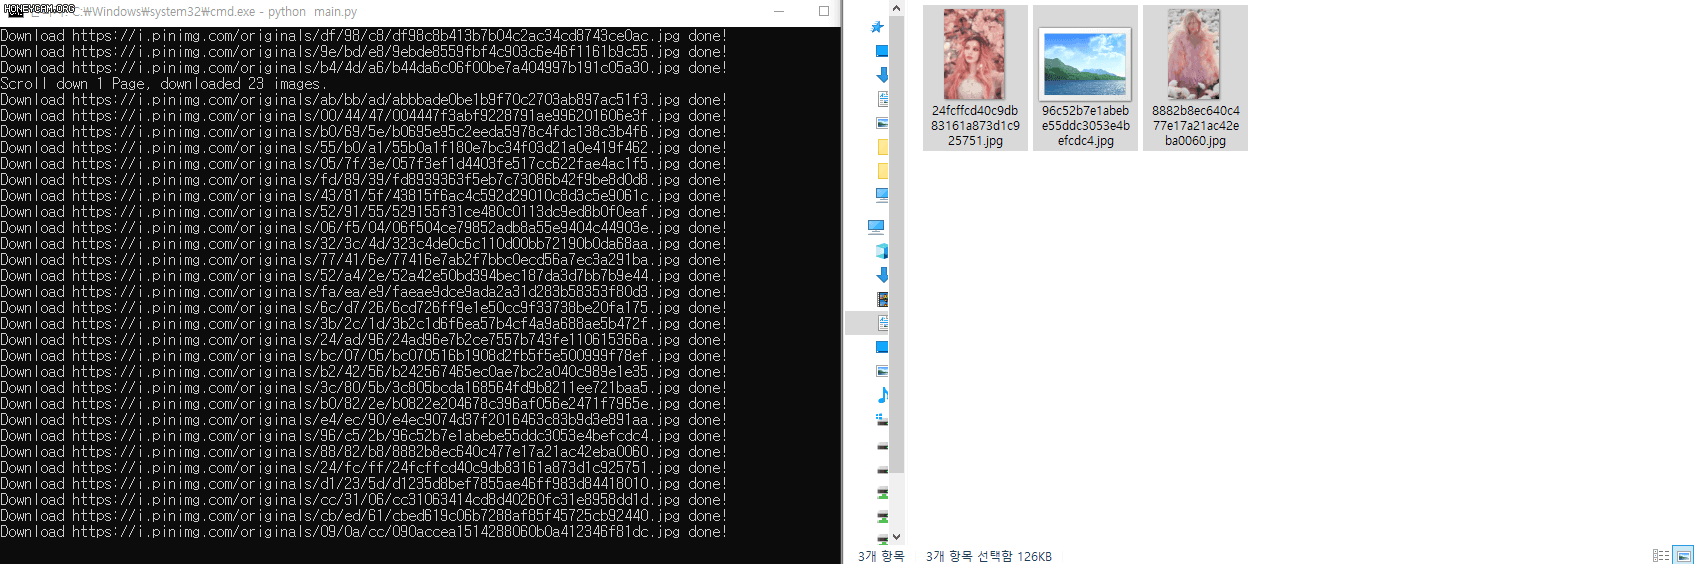 HONEYCAM.ORG
C:\Windows\system32\cmd.exe - python  main.py
Download https://i.pinimg.com/originals/df/98/c8/df98c8b413b7b04c2ac34cd8743ce0ac.jpg done!
Download https://i.pinimg.com/originals/9e/bd/e8/9ebde8559fbf4c903c6e46f1161b9c55.jpg done!
Download https://i.pinimg.com/originals/b4/4d/a6/b44da6c06f00be7a404997b191c05a30.jpg done!
Scroll down 1 Page, downloaded 23 images.
Download https://i.pinimg.com/originals/ab/bb/ad/abbbade0be1b9f70c2703ab897ac51f3.jpg done!
Download https://i.pinimg.com/originals/00/44/47/004447f3abf9228791ae996201606e3f.jpg done!
Download https://i.pinimg.com/originals/b0/69/5e/b0695e95c2eeda5978c4fdc138c3b4f6.jpg done!
Download https://i.pinimg.com/originals/55/b0/a1/55b0a1f180e7bc34f03d21a0e419f462.jpg done!
Download https://i.pinimg.com/originals/05/7f/3e/057f3ef1d4403fe517cc622fae4ac1f5.jpg done!
Download https://i.pinimg.com/originals/fd/89/39/fd8939363f5eb7c73086b42f9be8d0d8.jpg done!
Download https://i.pinimg.com/originals/43/81/5f/43815f6ac4c592d29010c8d3c5e9061c.jpg done!
Download https://i.pinimg.com/originals/52/91/55/529155f31ce480c0113dc9ed8b0f0eaf.jpg done!
Download https://i.pinimg.com/originals/06/f5/04/06f504ce79852adb8a55e9404c44903e.jpg done!
Download https://i.pinimg.com/originals/32/3c/4d/323c4de0c6c110d00bb72190b0da68aa.jpg done!
Download https://i.pinimg.com/originals/77/41/6e/77416e7ab2f7bbc0ecd56a7ec3a291ba.jpg done!
Download https://i.pinimg.com/originals/52/a4/2e/52a42e50bd394bec187da3d7bb7b9e44.jpg done!
Download https://i.pinimg.com/originals/fa/ea/e9/faeae9dce9ada2a31d283b58353f80d3.jpg done!
Download https://i.pinimg.com/originals/6c/d7/26/6cd726ff9e1e50cc9f33738be20fa175.jpg done!
Download https://i.pinimg.com/originals/3b/2c/1d/3b2c1d6f6ea57b4cf4a9a688ae5b472f.jpg done!
Download https://i.pinimg.com/originals/24/ad/96/24ad96e7b2ce7557b743fe110615366a.jpg done!
Download https://i.pinimg.com/originals/bc/07/05/bc070516b1908d2fb5f5e500999f78ef.jpg done!
Download https://i.pinimg.com/originals/b2/42/56/b242567465ec0ae7bc2a040c989e1e35.jpg done!
Download https://i.pinimg.com/originals/3c/80/5b/3c805bcda168564fd9b8211ee721baa5.jpg done!
Download https://i.pinimg.com/originals/b0/82/2e/b0822e204678c396af056e2471f7965e.jpg done!
Download https://i.pinimg.com/originals/e4/ec/90/e4ec9074d37f2016463c83b9d3e891aa.jpg done!
Download https://i.pinimg.com/originals/96/c5/2b/96c52b7e1abebe55ddc3053e4befcdc4.jpg done!
Download https://i.pinimg.com/originals/88/82/b8/8882b8ec640c477e17a21ac42eba0060.jpg done!
Download https://i.pinimg.com/originals/24/fc/ff/24fcffcd40c9db83161a873d1c925751.jpg done!
Download https://i.pinimg.com/originals/d1/23/5d/d1235d8bef7855ae46ff983d84418010.jpg done!
Download https://i.pinimg.com/originals/cc/31/06/cc31063414cd8d40260fc31e8958dd1d.jpg done!
Download https://i.pinimg.com/originals/cb/ed/61/cbed619c06b7288af85f45725cb92440.jpg done!
Download https://i.pinimg.com/originals/09/0a/cc/090accea1514288060b0a412346f81dc.jpg done!
24fcffcd40c9db
83161a873d1c9
25751.jpg
96c52b7e1abeb
e55ddc3053e4b
efcdc4.jpg
8882b8ec640c4
77e17a21ac42e
ba0060.jpg
3개 항목
3개 항목 선택함 126KB